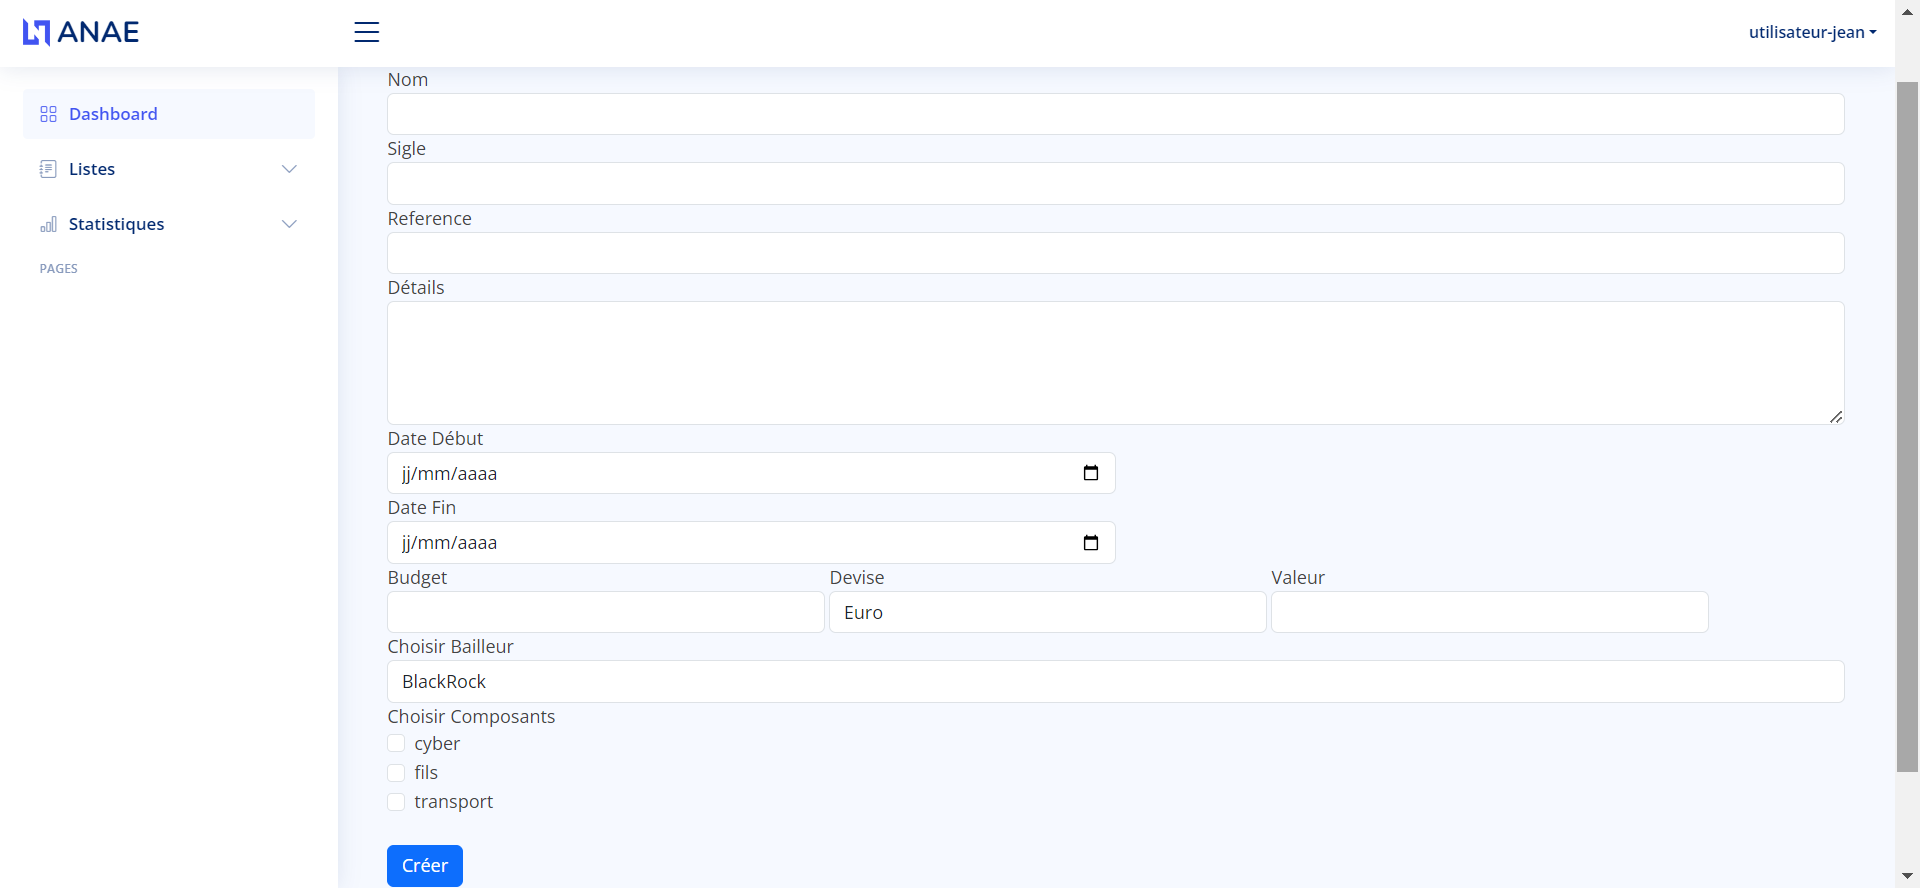 ANAE
utilisateur-jean
Dashboard
Listes
Statistiques
PAGES
Nom
Sigle
Reference
Détails
Date Début
jj/mm/aaaa
Date Fin
jj/mm/aaaa
Budget Devise Valeur
Euro
Choisir Bailleur
BlackRock
Choisir Composants
cyber
fils
transport
Créer